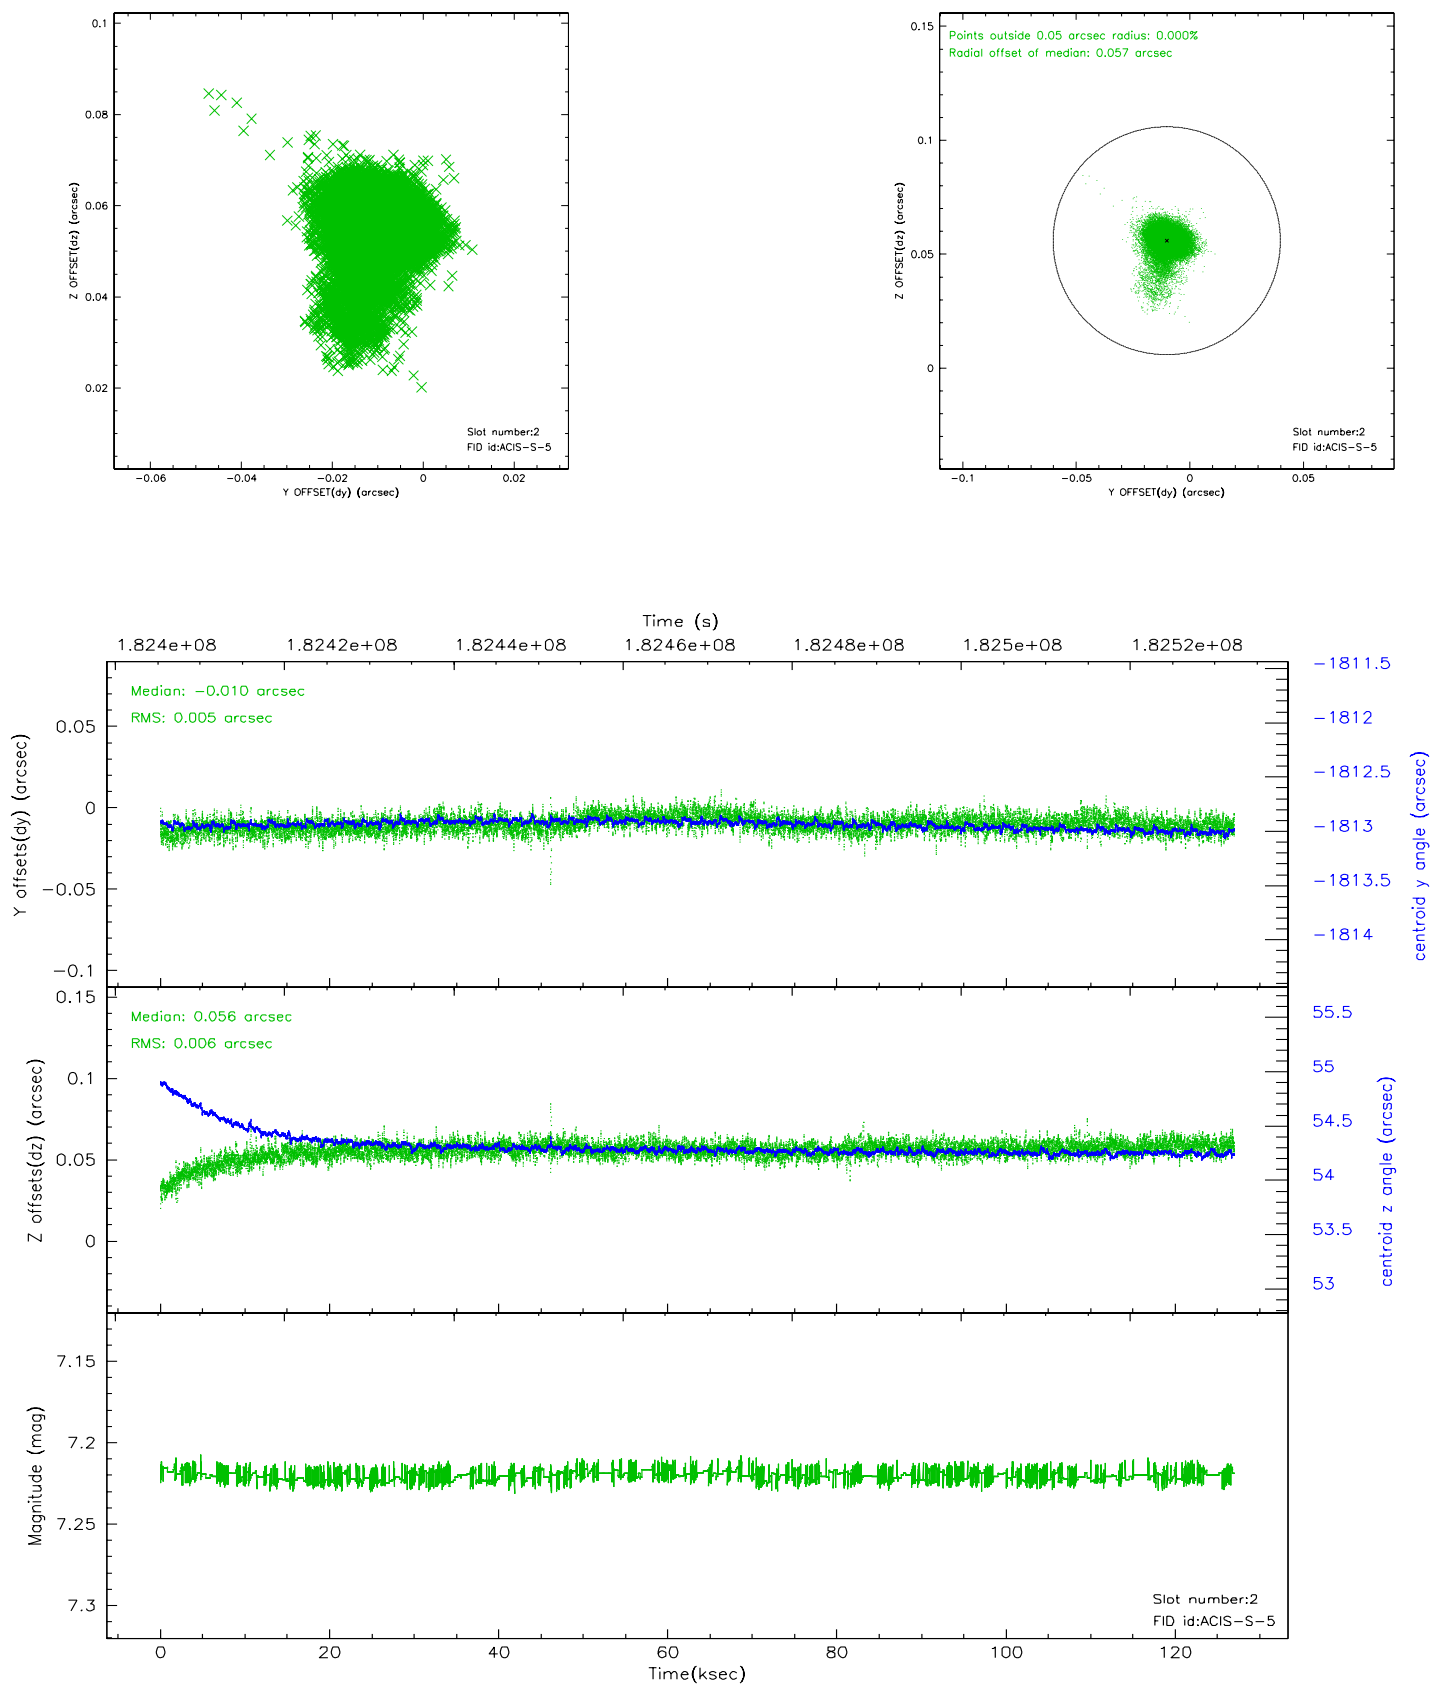 0.1
0.08
0.06
0.04
0.02
Z OFFSET(dz) (arcsec)
Slot number:2
FID id:ACIS-S-5
-0.06
-0.04
-0.02
0
0.02
Y OFFSET(dy) (arcsec)
Points outside 0.05 arcsec radius: 0.000%
Radial offset of median: 0.057 arcsec
0.15
0.1
0.05
0
Z OFFSET(dz) (arcsec)
Slot number:2
FID id:ACIS-S-5
-0.1
-0.05
0
0.05
Y OFFSET(dy) (arcsec)
Time (s)
1.824e+08
1.8242e+08
1.8244e+08
1.8246e+08
1.8248e+08
1.825e+08
1.8252e+08
Median: -0.010 arcsec
RMS: 0.005 arcsec
0.05
0
-0.05
-0.1
Y offsets(dy) (arcsec)
-1811.5
-1812
-1812.5
-1813
-1813.5
-1814
centroid y angle (arcsec)
Median: 0.056 arcsec
RMS: 0.006 arcsec
0.15
0.1
0.05
0
Z offsets(dz) (arcsec)
55.5
55
54.5
54
53.5
53
centroid z angle (arcsec)
7.15
7.2
7.25
7.3
Magnitude (mag)
Slot number:2
FID id:ACIS-S-5
0
20
40
60
80
100
120
Time(ksec)